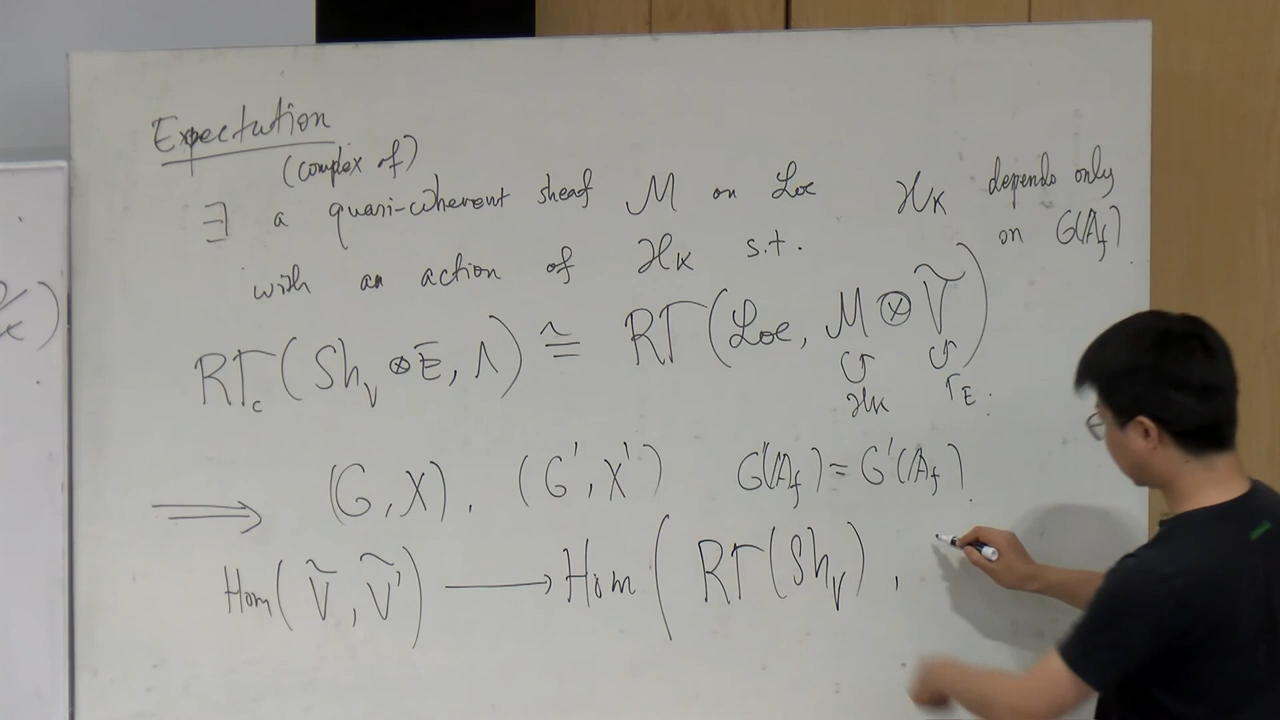 Expectation
(complex of)
∃ a quasi-coherent sheaf M on Loc
with an action of ℋ_K s.t.
ℋ_K depends only
on G(𝔸_f)
RΓ_c(Sh_V ⊗ Ē, Λ) ≅ RΓ(Loc, M ⊗ Ṽ)
↺ ↺
ℋ_K Γ_E.
⟹ (G, X). (G', X') G(𝔸_f) = G'(𝔸_f).
Hom(Ṽ, Ṽ') ⟶ Hom(RΓ(Sh_V),